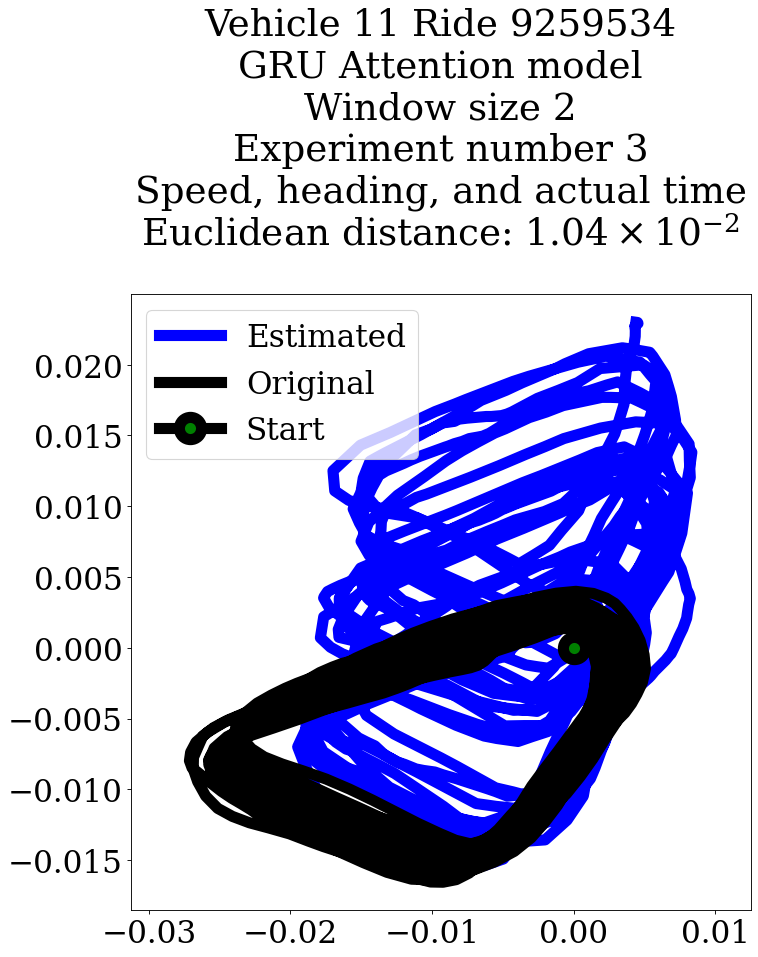 Vehicle 11 Ride 9259534
GRU Attention model
Window size 2
Experiment number 3
Speed, heading, and actual time
Euclidean distance: 1.04 × 10⁻²
Estimated
Original
Start
0.020
0.015
0.010
0.005
0.000
−0.005
−0.010
−0.015
−0.03 −0.02 −0.01 0.00 0.01